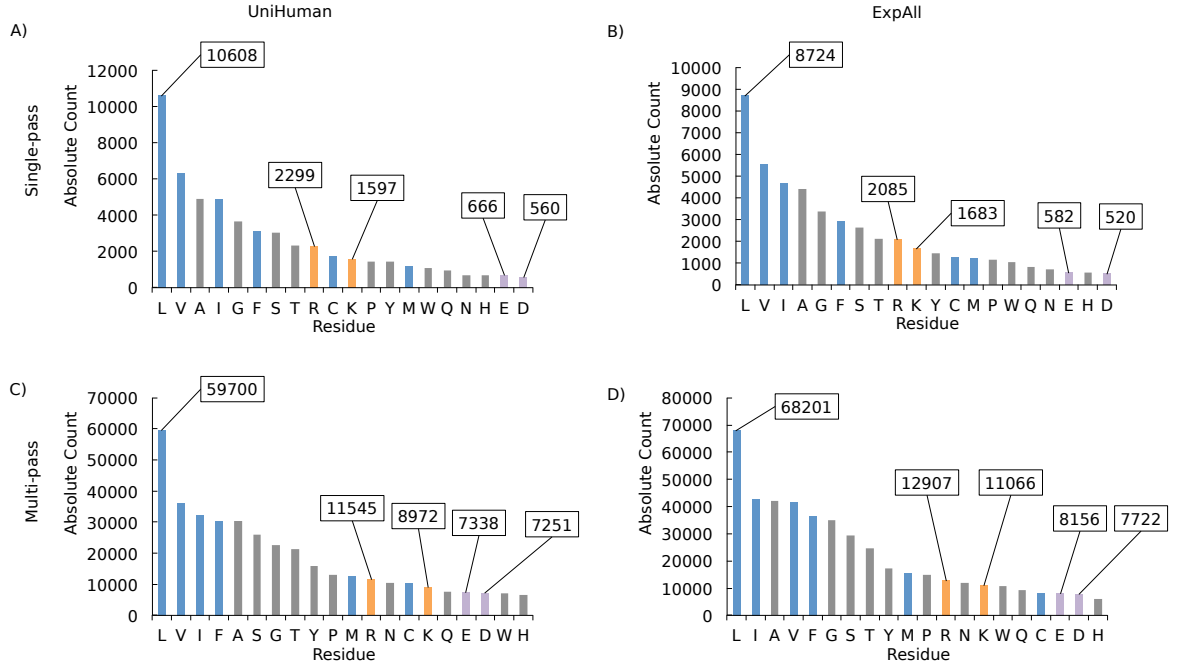 UniHuman
ExpAll
A)
Single-pass
Absolute Count
12000
10000
8000
6000
4000
2000
0
10608
2299
1597
666
560
L V A I G F S T R C K P Y M W Q N H E D
Residue
B)
Absolute Count
10000
9000
8000
7000
6000
5000
4000
3000
2000
1000
0
8724
2085
1683
582
520
L V I A G F S T R K Y C M P W Q N E H D
Residue
C)
Multi-pass
Absolute Count
70000
60000
50000
40000
30000
20000
10000
0
59700
11545
8972
7338
7251
L V I F A S G T Y P M R N C K Q E D W H
Residue
D)
Absolute Count
80000
70000
60000
50000
40000
30000
20000
10000
0
68201
12907
11066
8156
7722
L I A V F G S T Y M P R N K W Q C E D H
Residue